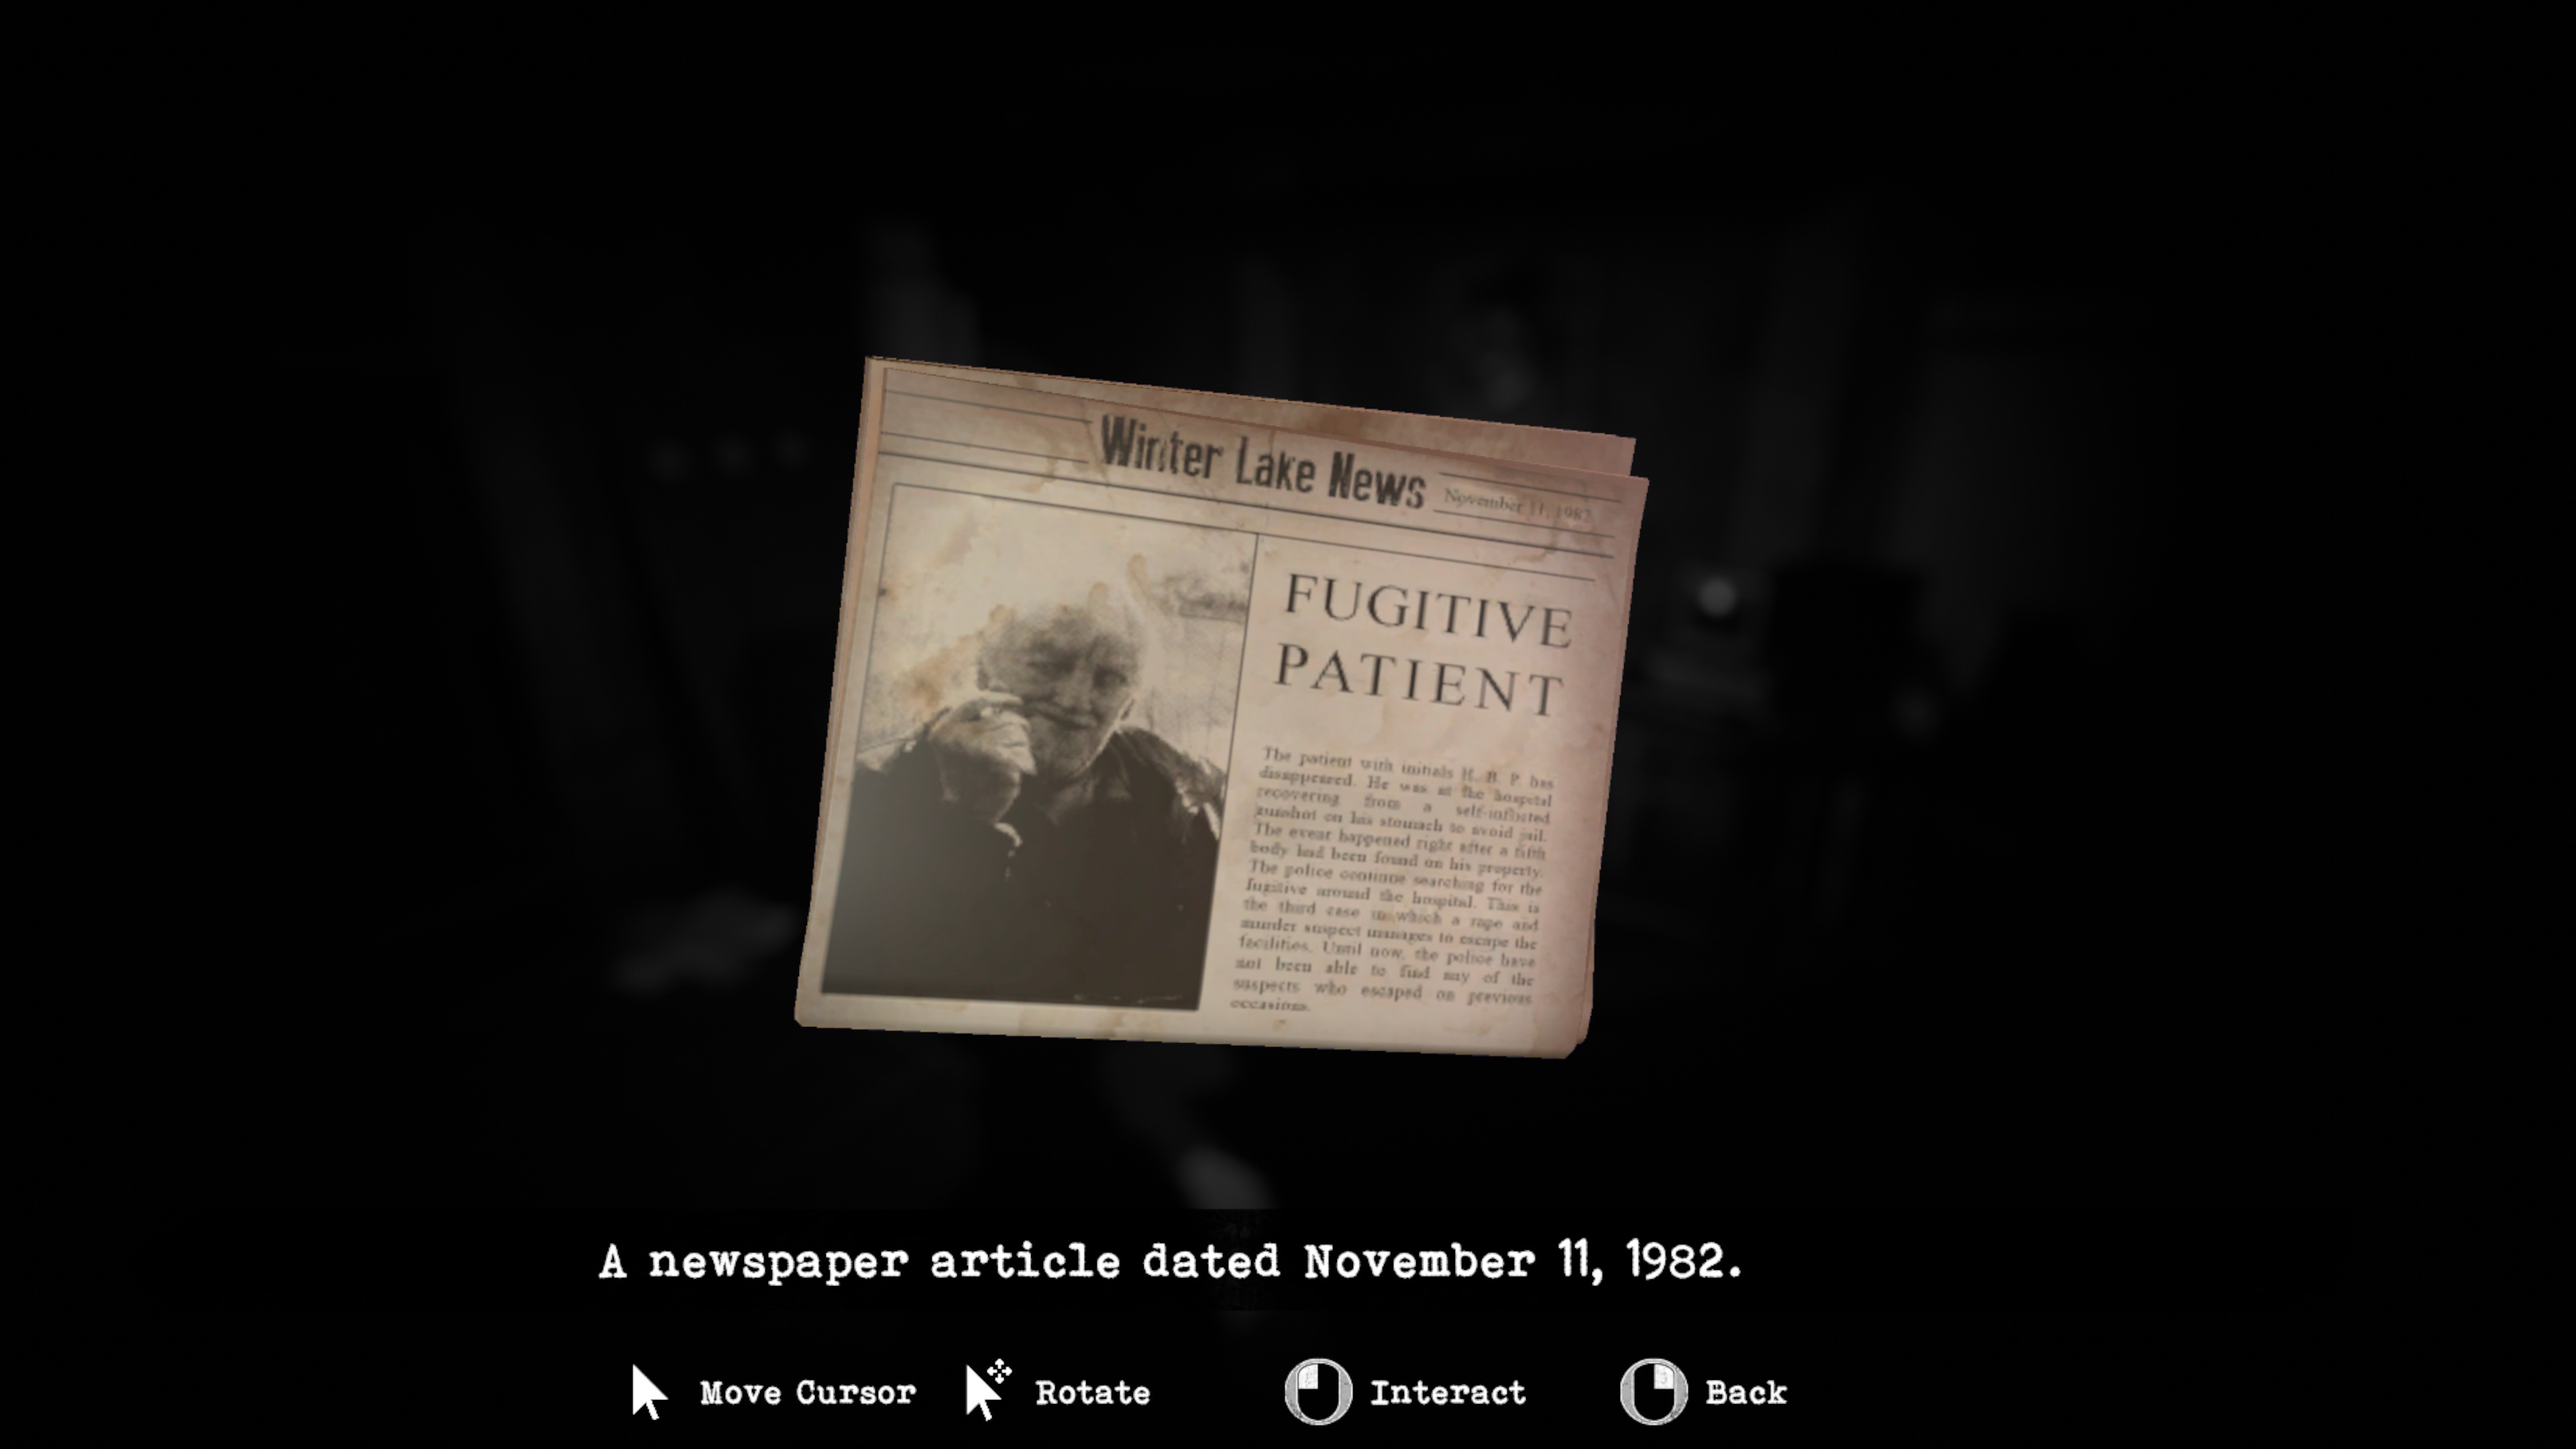 Winter Lake News
November 11, 1982
FUGITIVE
PATIENT
The patient with initials H. B. P. has
disappeared. He was at the hospital
recovering from a self-inflicted
gunshot on his stomach to avoid jail.
The event happened right after a fifth
body had been found on his property.
The police continue searching for the
fugitive around the hospital. This is
the third case in which a rape and
murder suspect manages to escape the
facilities. Until now, the police have
not been able to find any of the
suspects who escaped on previous
occasions.
A newspaper article dated November 11, 1982.
Move Cursor
Rotate
Interact
Back